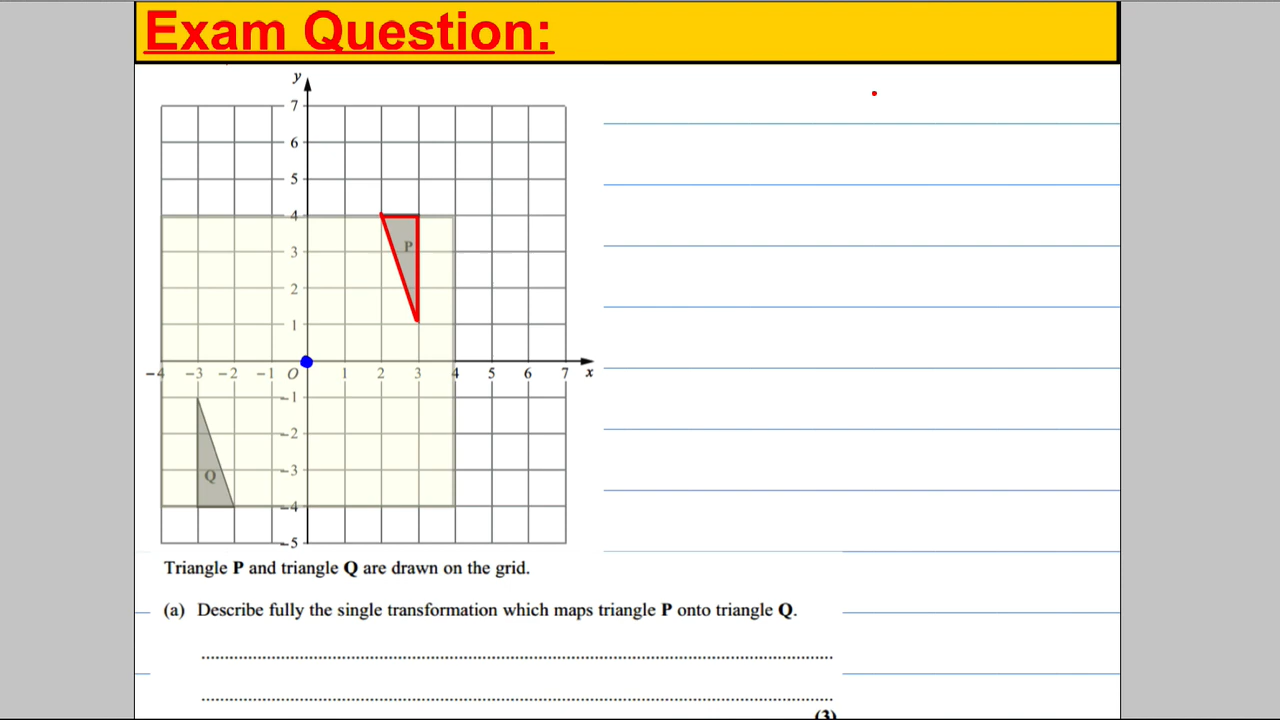 Exam Question:
y
7
6
5
4
P
3
2
1
−4 −3 −2 −1 O 1 2 3 4 5 6 7 x
−1
−2
Q −3
−4
−5
Triangle P and triangle Q are drawn on the grid.
(a) Describe fully the single transformation which maps triangle P onto triangle Q.
................................................................................
................................................................................
(3)